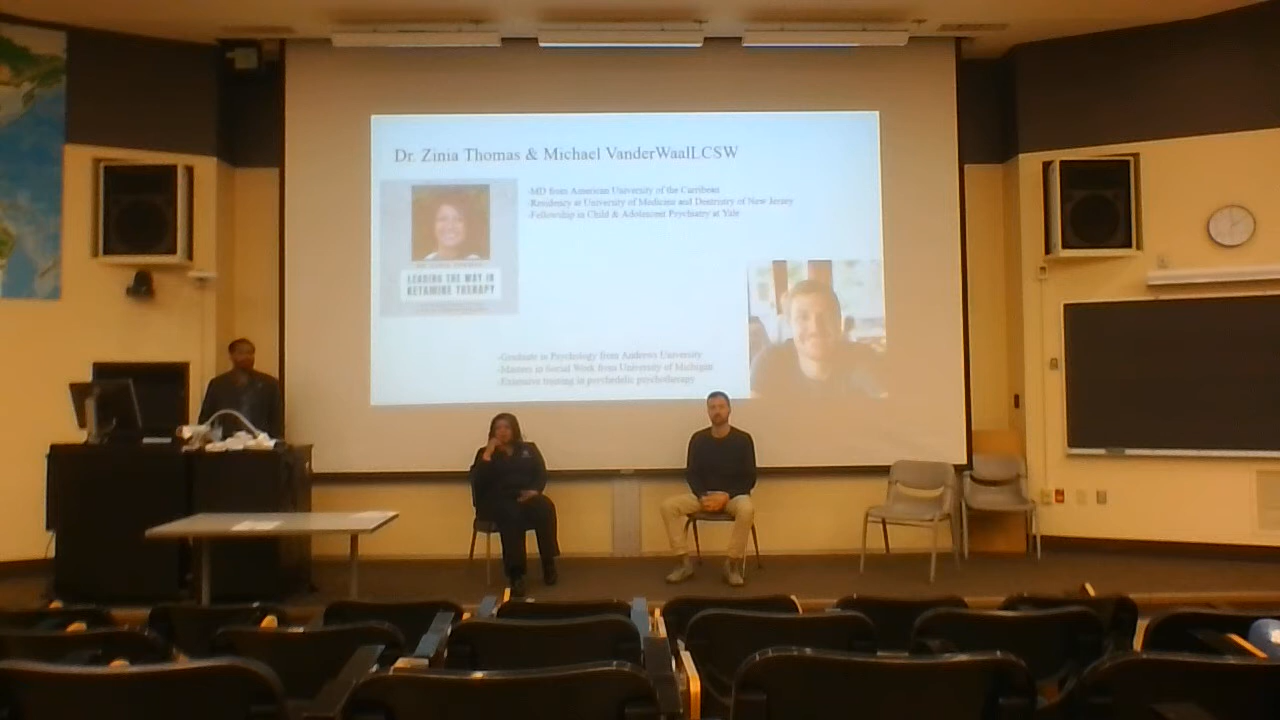 Dr. Zinia Thomas & Michael VanderWaalLCSW
-MD from American University of the Carribean
-Residency at University of Medicine and Dentistry of New Jersey
-Fellowship in Child & Adolescent Psychiatry at Yale
LEADING THE WAY IN
KETAMINE THERAPY
-Graduate in Psychology from Andrews University
-Masters in Social Work from University of Michigan
-Extensive training in psychedelic psychotherapy